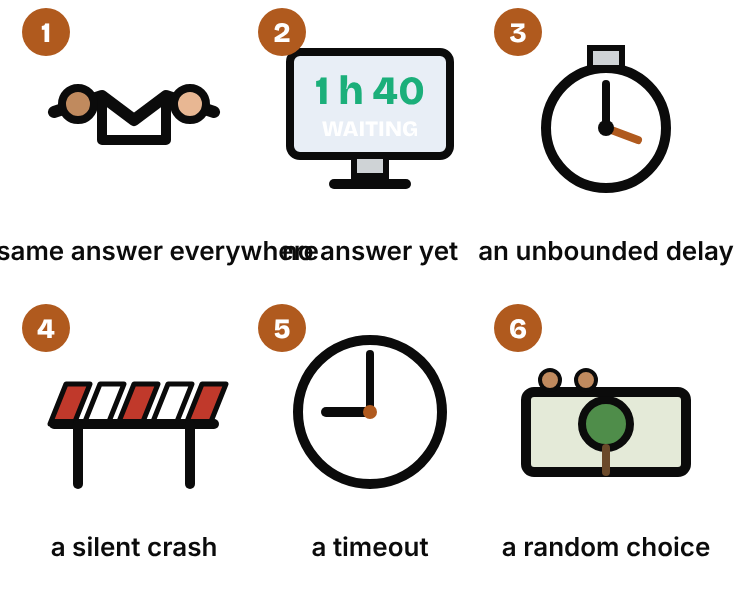 1
2
3
1 h 40
WAITING
same answer everywhere
no answer yet
an unbounded delay
4
5
6
a silent crash
a timeout
a random choice